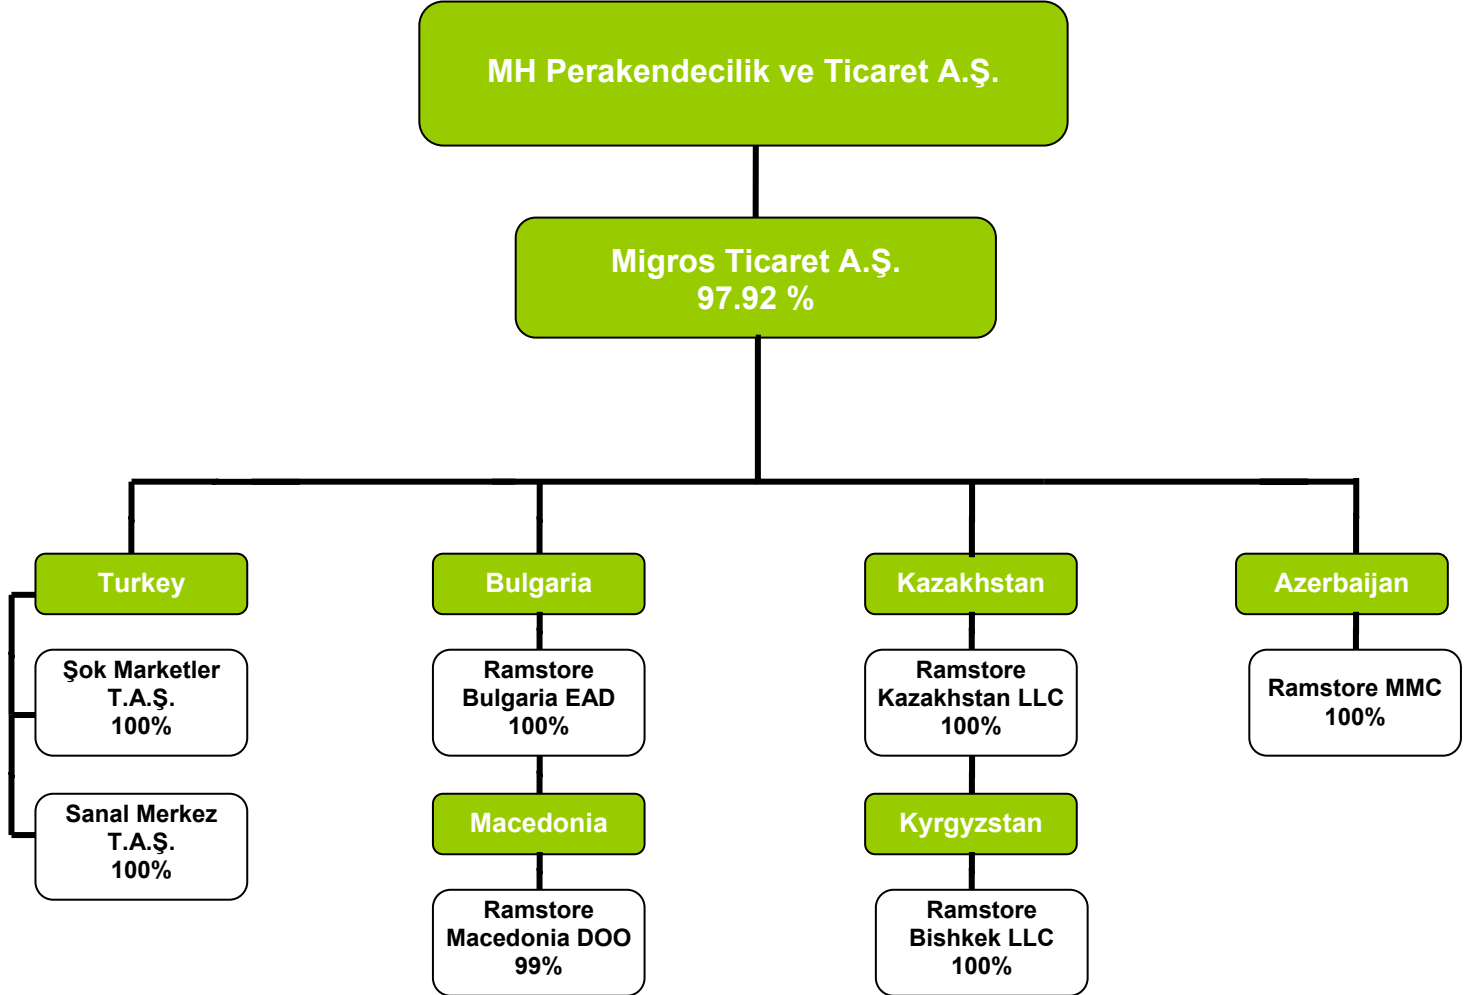 MH Perakendecilik ve Ticaret A.Ş.
Migros Ticaret A.Ş.
97.92 %
Turkey
Şok Marketler
T.A.Ş.
100%
Sanal Merkez
T.A.Ş.
100%
Bulgaria
Ramstore
Bulgaria EAD
100%
Macedonia
Ramstore
Macedonia DOO
99%
Kazakhstan
Ramstore
Kazakhstan LLC
100%
Kyrgyzstan
Ramstore
Bishkek LLC
100%
Azerbaijan
Ramstore MMC
100%